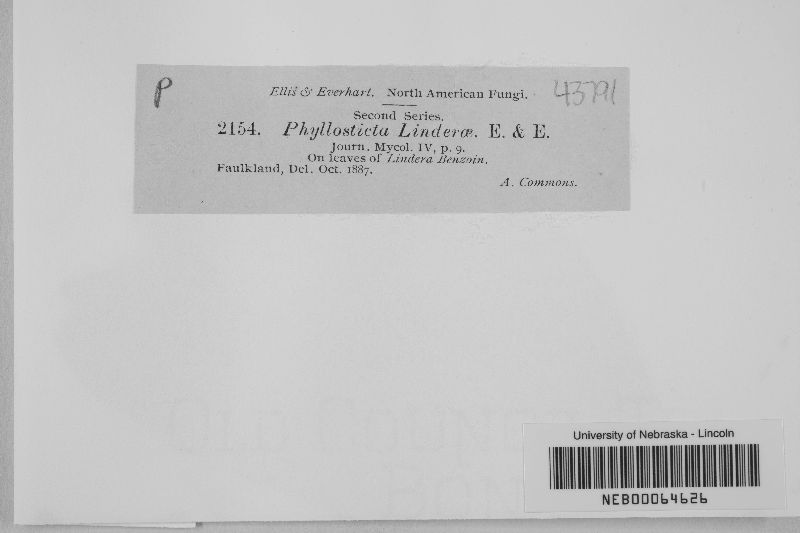 P
Ellis & Everhart. North American Fungi.
43791
Second Series.
2154. Phyllosticta Linderæ. E. & E.
Journ. Mycol. IV, p. 9.
On leaves of Lindera Benzoin.
Faulkland, Del. Oct. 1887.
A. Commons.
University of Nebraska - Lincoln
NEB00064626